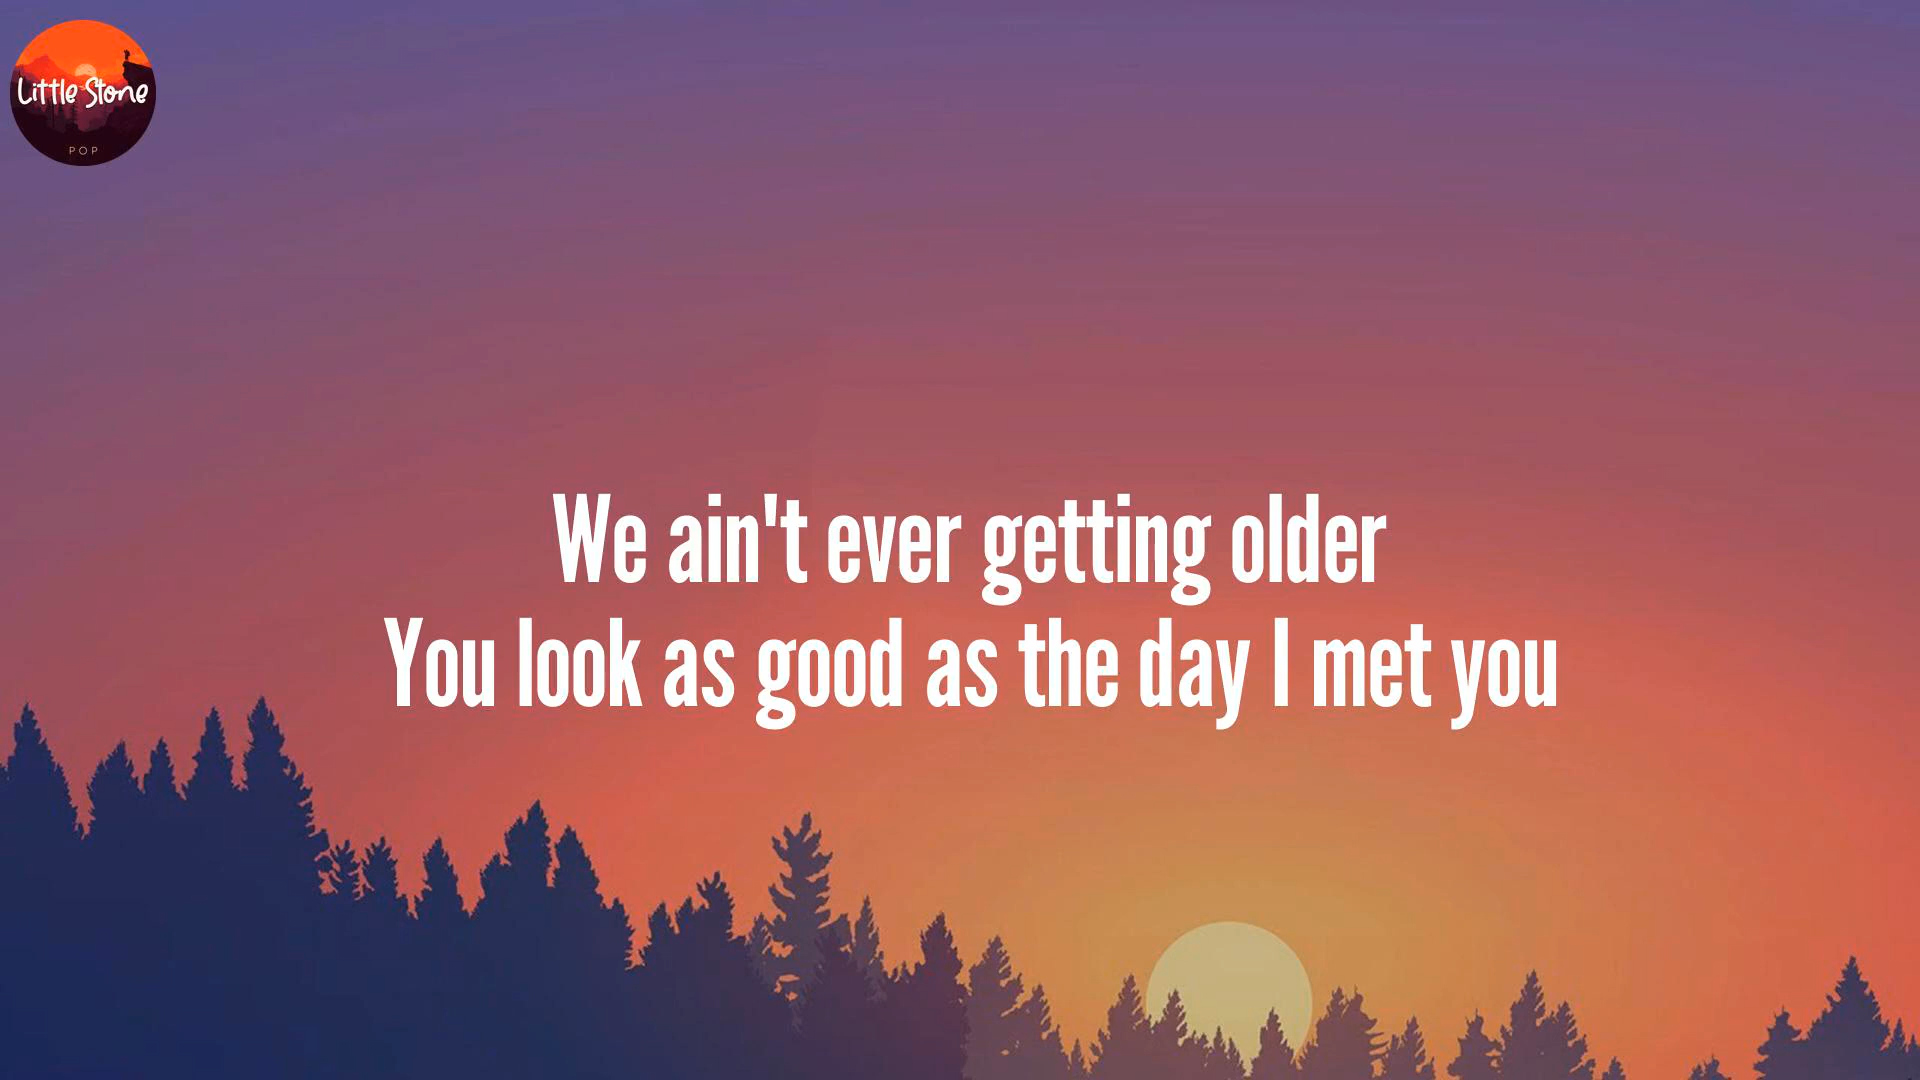 Little Stone
POP
We ain't ever getting older
You look as good as the day I met you